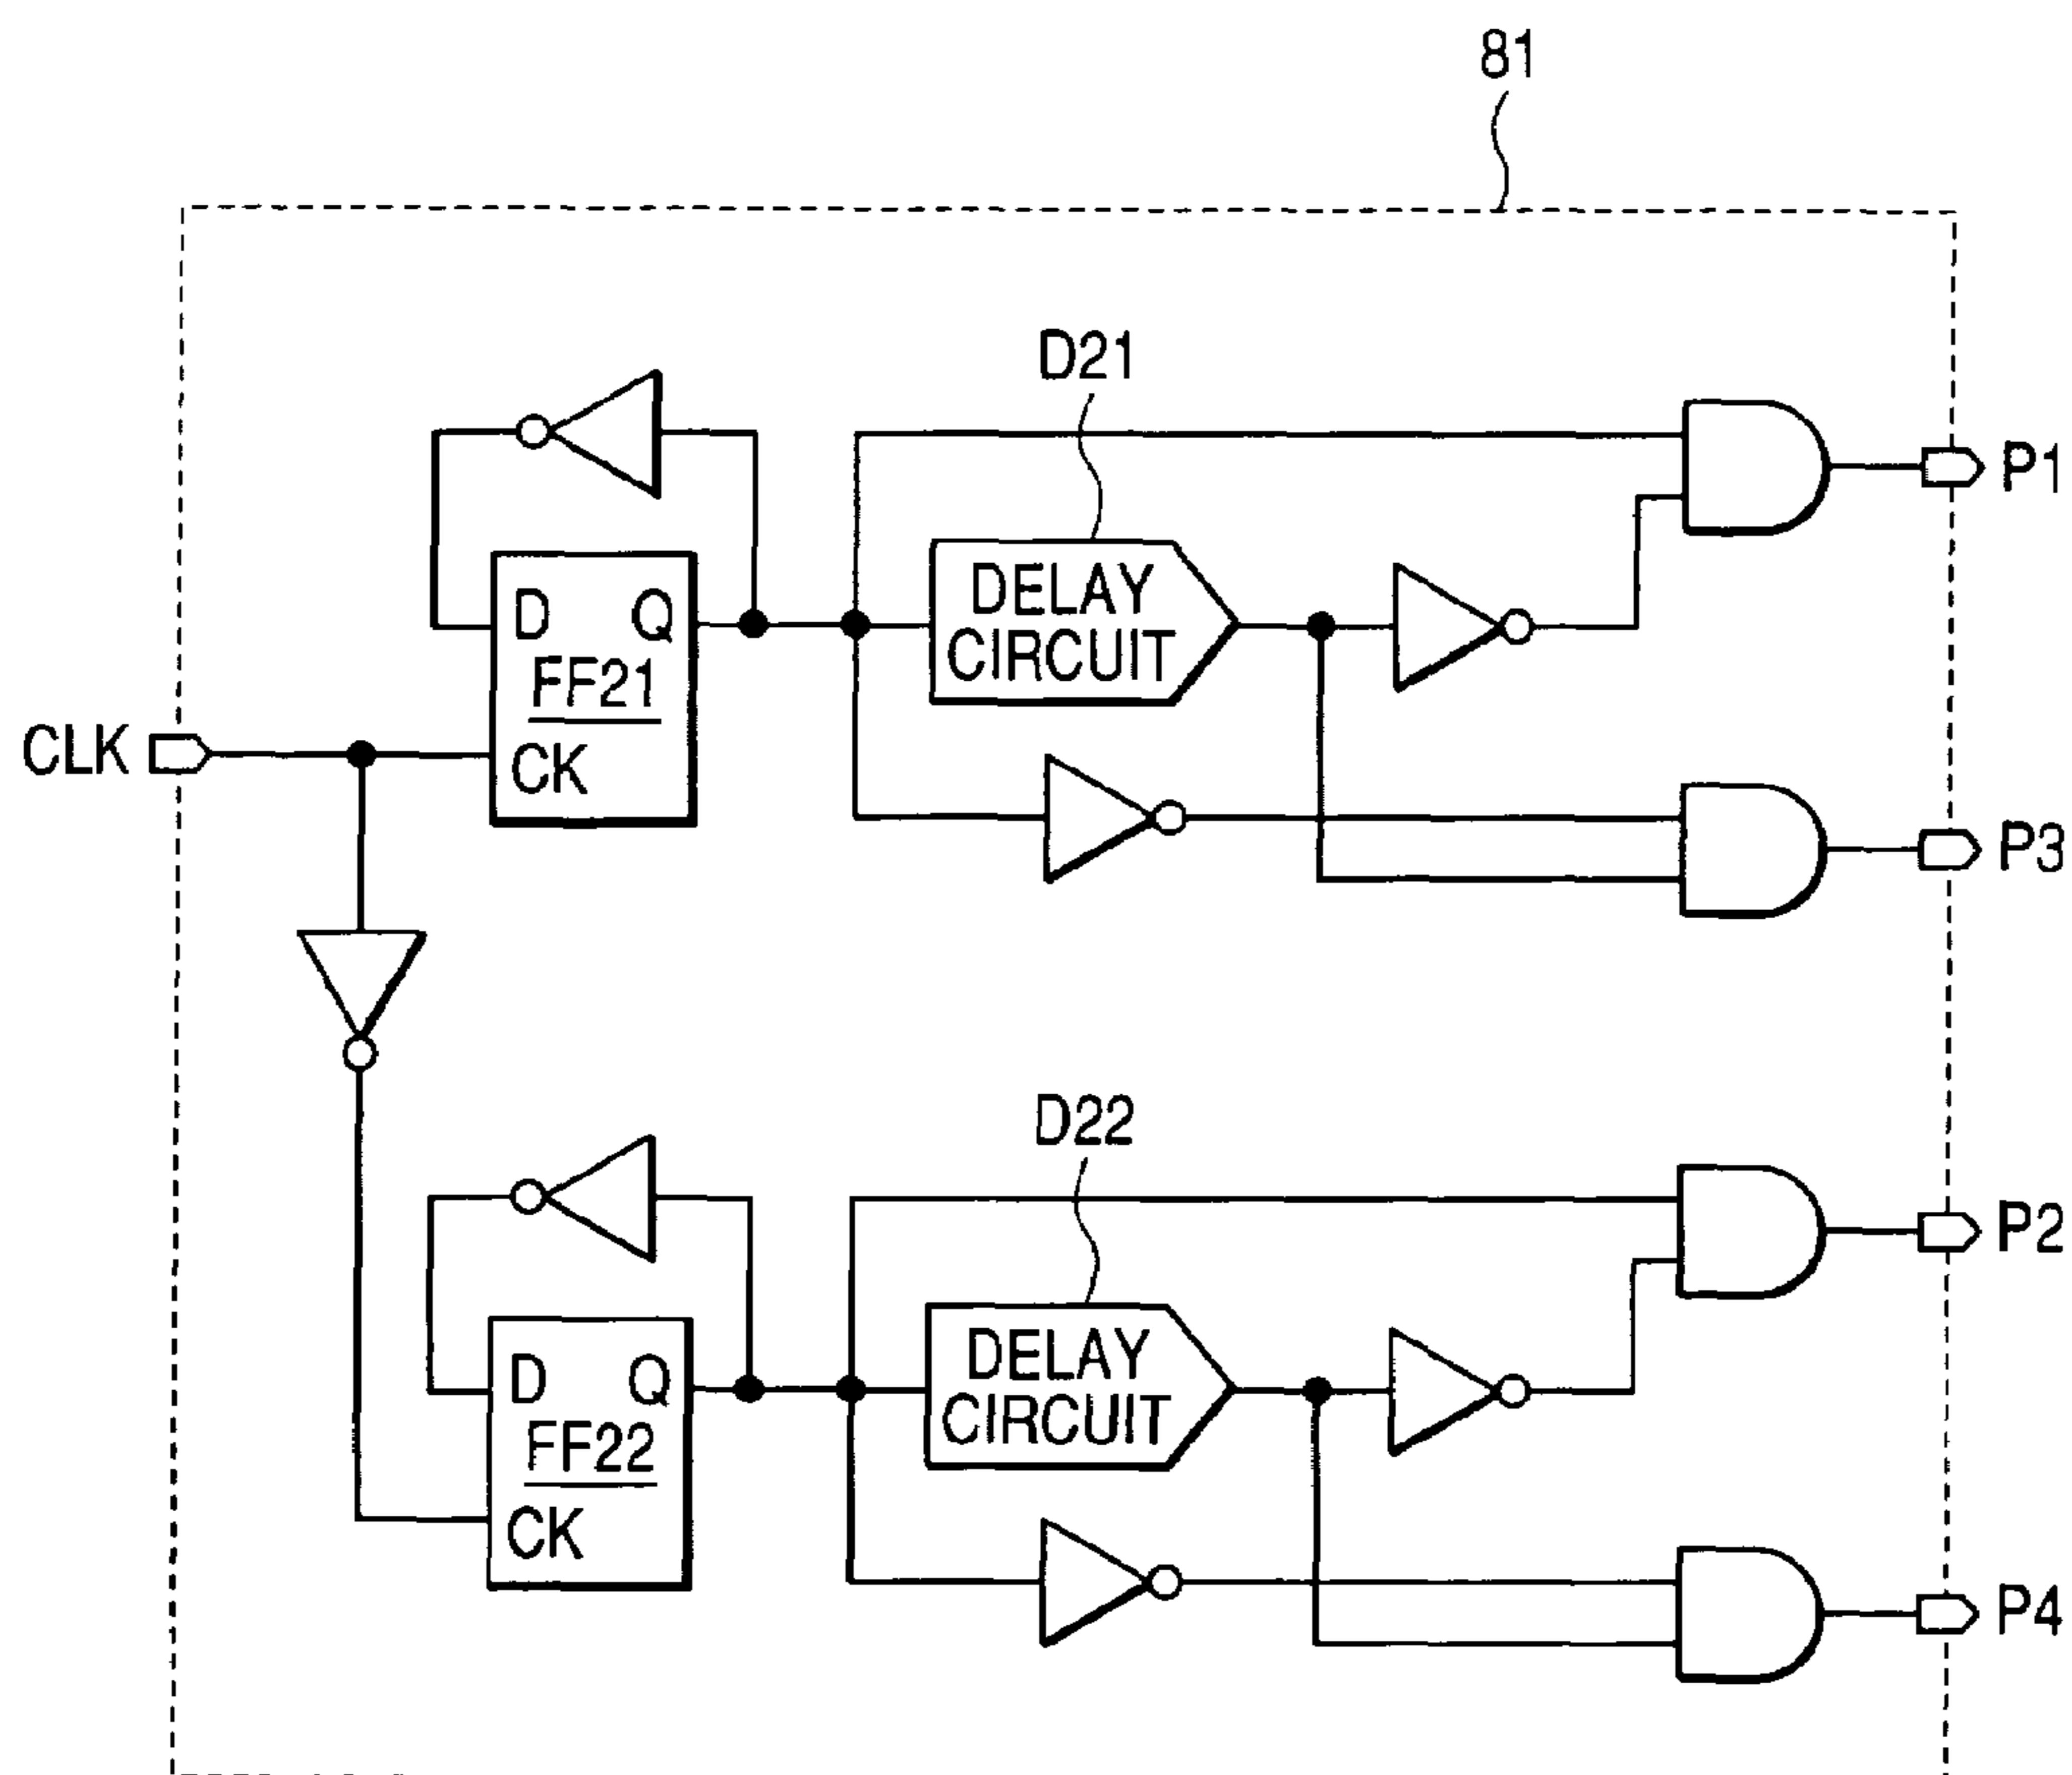 81
D21
P1
DELAY
CIRCUIT
D Q
FF21
CK
CLK
P3
D22
P2
DELAY
CIRCUIT
D Q
FF22
CK
P4